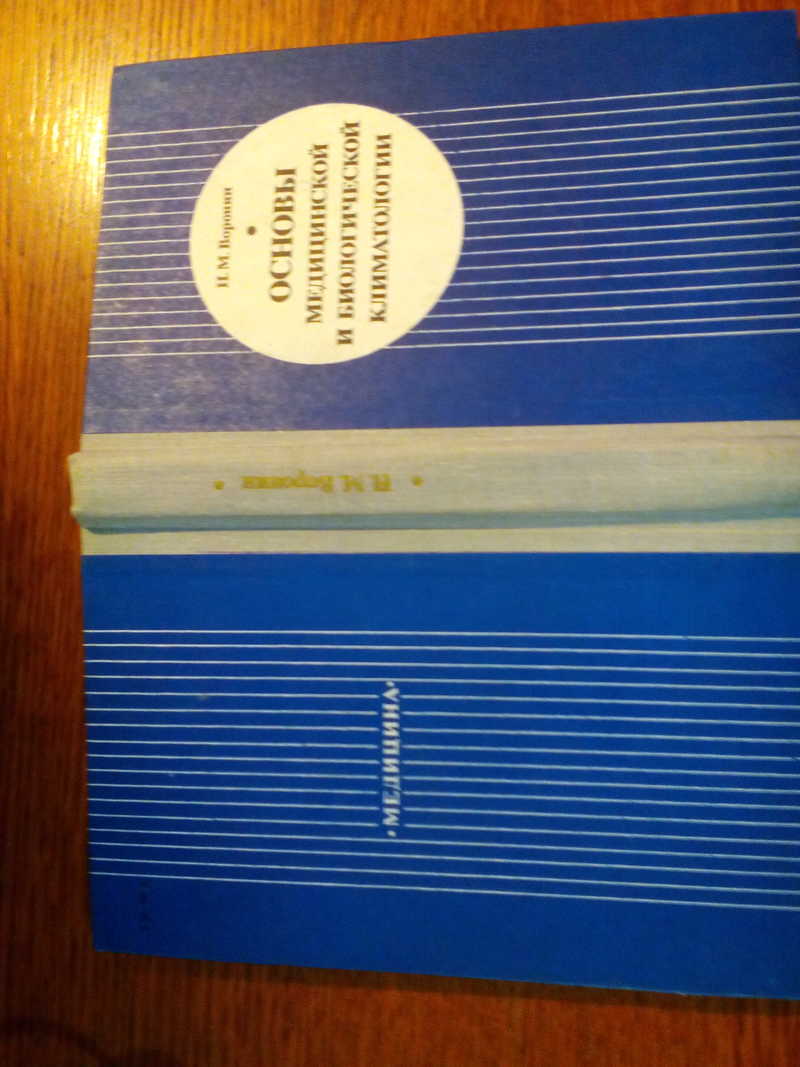 Н.М. Воронин
ОСНОВЫ
МЕДИЦИНСКОЙ
И БИОЛОГИЧЕСКОЙ
КЛИМАТОЛОГИИ
• Н. М. Воронин •
•МЕДИЦИНА•